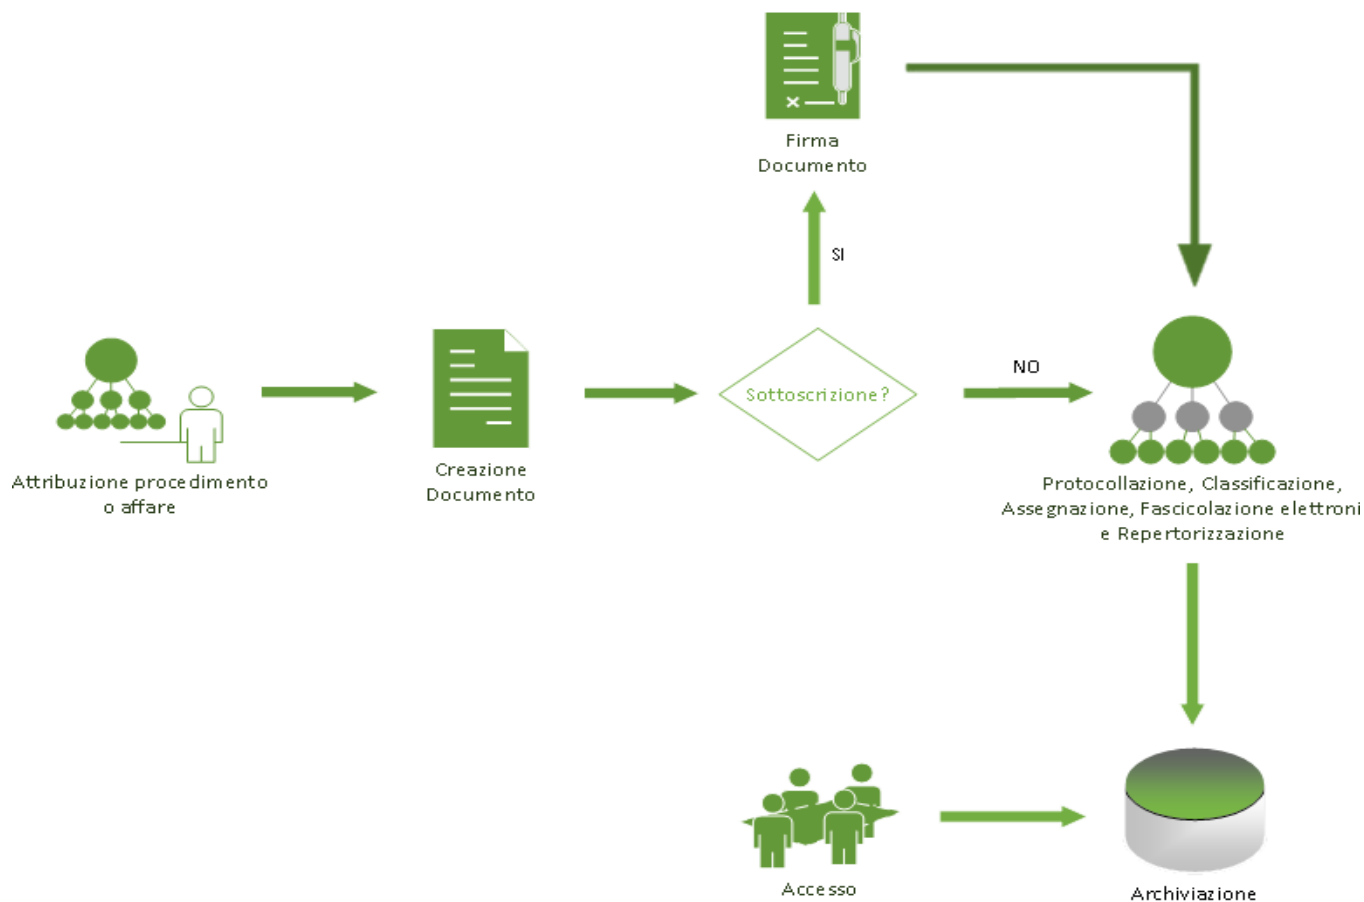 Firma
Documento
SI
Sottoscrizione?
NO
Attribuzione procedimento
o affare
Creazione
Documento
Protocollazione, Classificazione,
Assegnazione, Fascicolazione elettroni
e Repertorizzazione
Accesso
Archiviazione